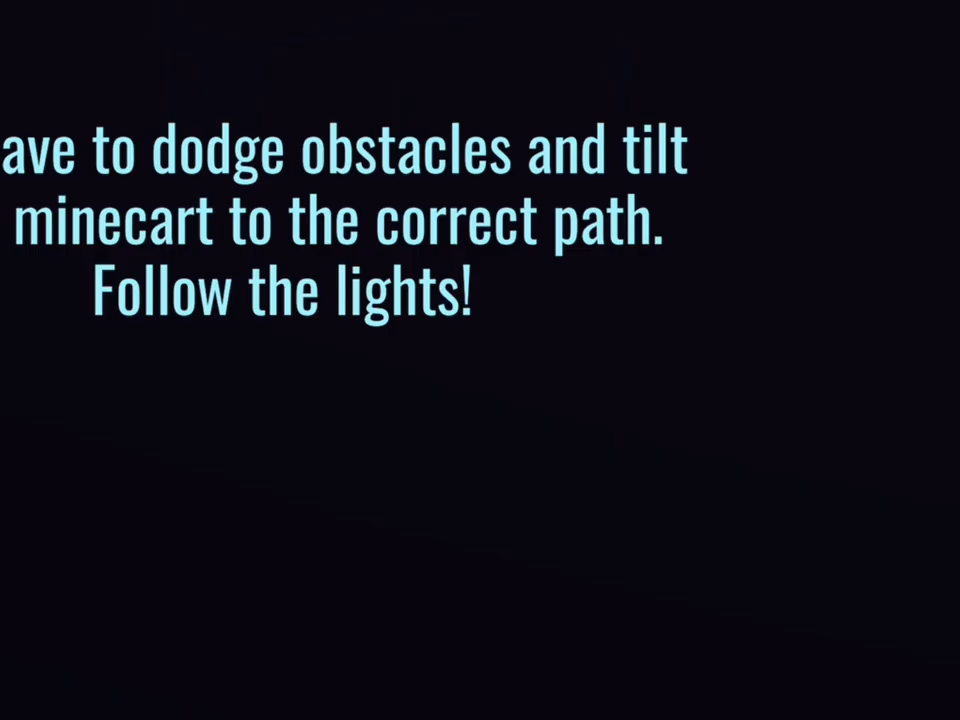 ave to dodge obstacles and tilt
minecart to the correct path.
Follow the lights!